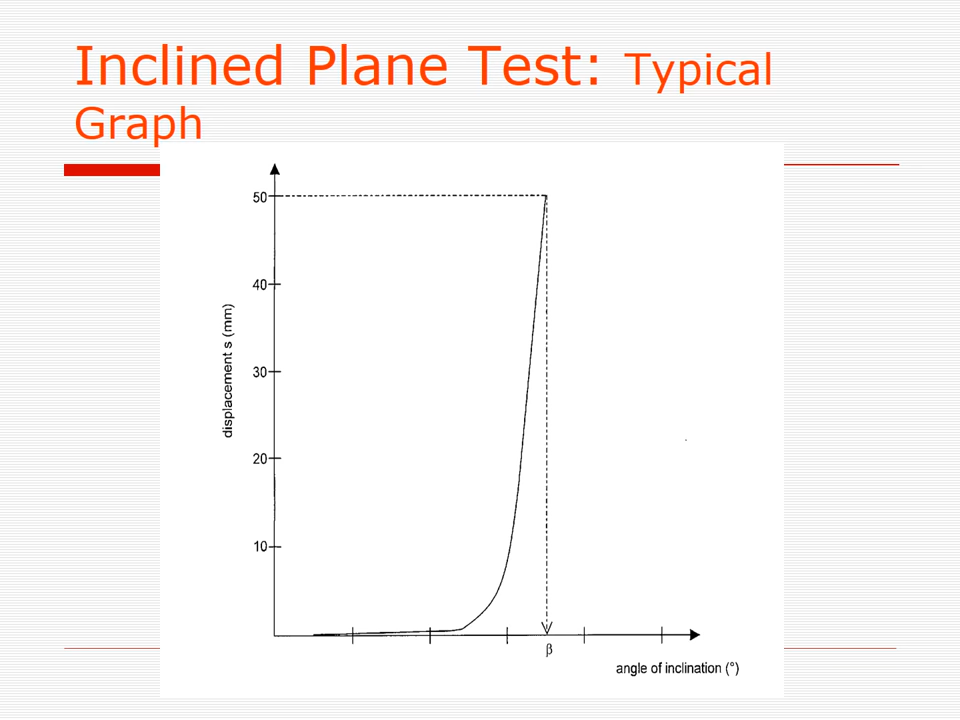 Inclined Plane Test: Typical
Graph
50
40
30
20
10
displacement s (mm)
β
angle of inclination (°)